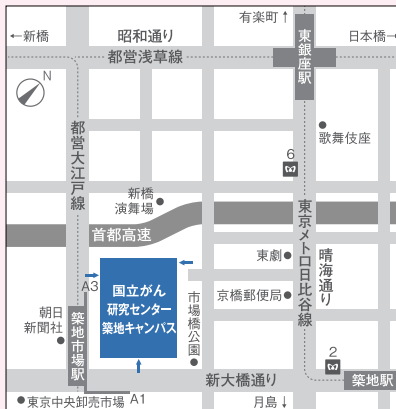 有楽町↑
←新橋
昭和通り
日本橋→
都営浅草線
東銀座駅
N
都営大江戸線
歌舞伎座
6
新橋
演舞場
首都高速
東京メトロ日比谷線
晴海通り
東劇
A3
国立がん
研究センター
築地キャンパス
市場橋公園
京橋郵便局
朝日
新聞社
築地市場駅
2
新大橋通り
築地駅
東京中央卸売市場
A1
月島↓